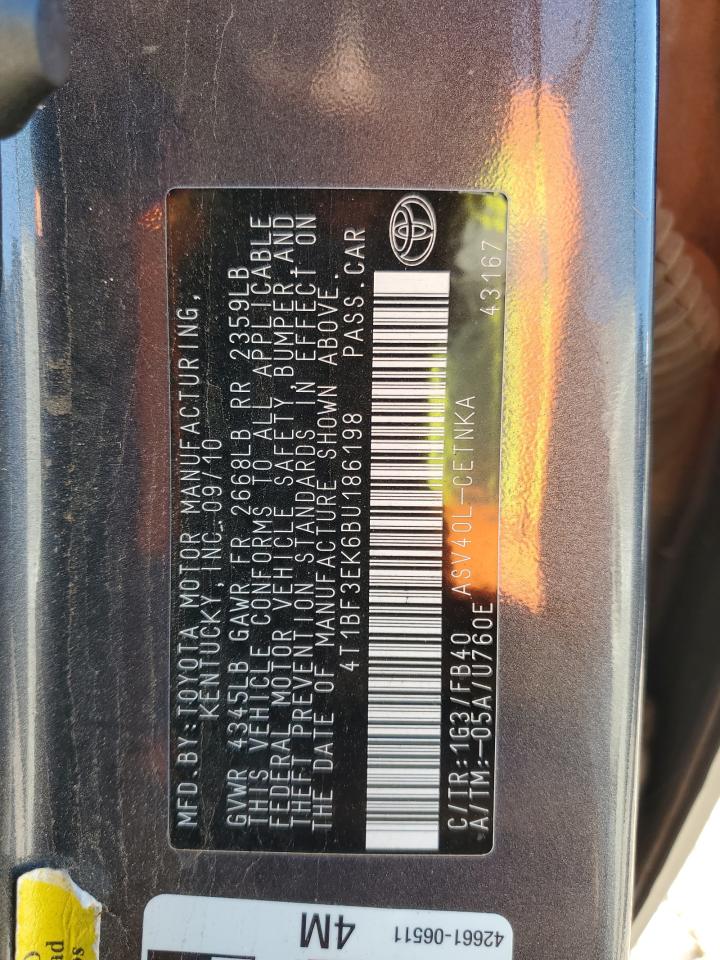 MFD.BY:TOYOTA MOTOR MANUFACTURING,
KENTUCKY,INC. 09/10
GVWR 4345LB GAWR FR 2668LB RR 2359LB
THIS VEHICLE CONFORMS TO ALL APPLICABLE
FEDERAL MOTOR VEHICLE SAFETY,BUMPER,AND
THEFT PREVENTION STANDARDS IN EFFECT ON
THE DATE OF MANUFACTURE SHOWN ABOVE.
4T1BF3EK6BU186198 PASS.CAR
C/TR:1G3/FB40 ASV40L-CETNKA 43167
A/TM:-05A/U760E
4M
42661-06511